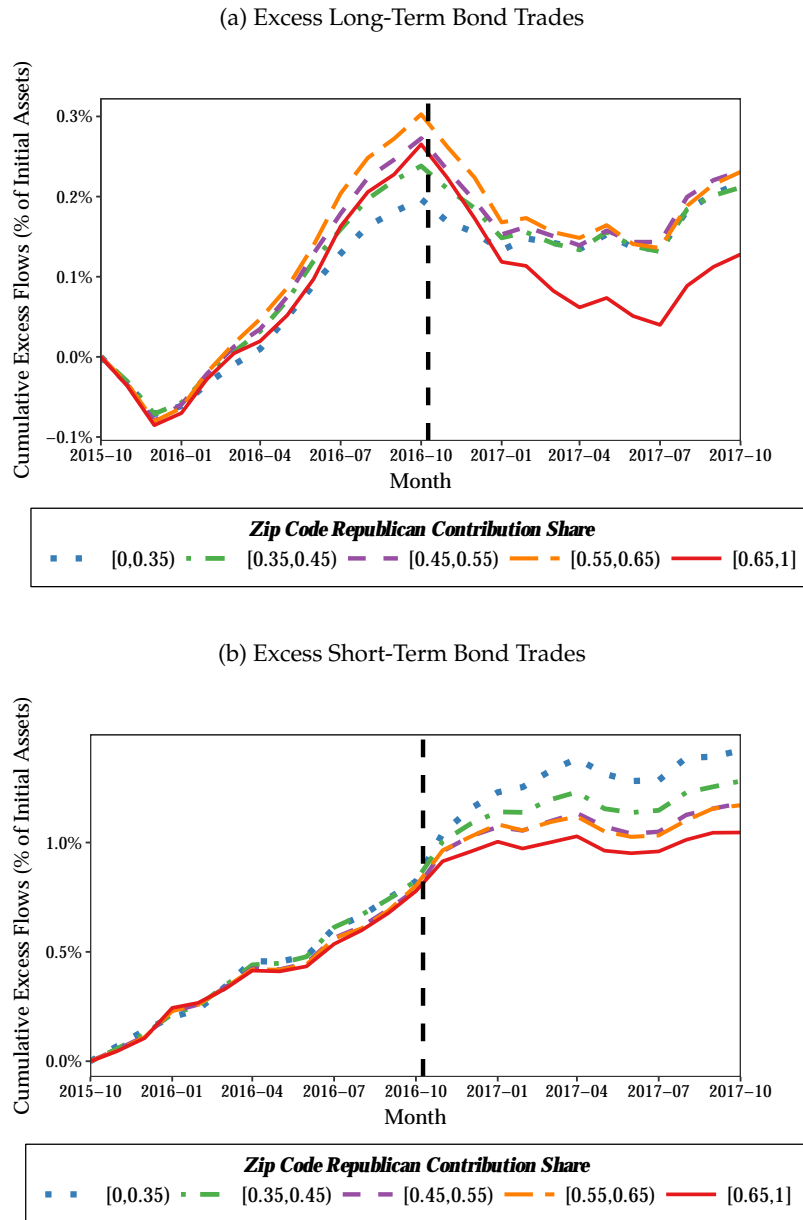 (a) Excess Long-Term Bond Trades
Cumulative Excess Flows (% of Initial Assets)
0.3%
0.2%
0.1%
0.0%
−0.1%
2015−10 2016−01 2016−04 2016−07 2016−10 2017−01 2017−04 2017−07 2017−10
Month
Zip Code Republican Contribution Share
[0,0.35) [0.35,0.45) [0.45,0.55) [0.55,0.65) [0.65,1]
(b) Excess Short-Term Bond Trades
Cumulative Excess Flows (% of Initial Assets)
1.0%
0.5%
0.0%
2015−10 2016−01 2016−04 2016−07 2016−10 2017−01 2017−04 2017−07 2017−10
Month
Zip Code Republican Contribution Share
[0,0.35) [0.35,0.45) [0.45,0.55) [0.55,0.65) [0.65,1]